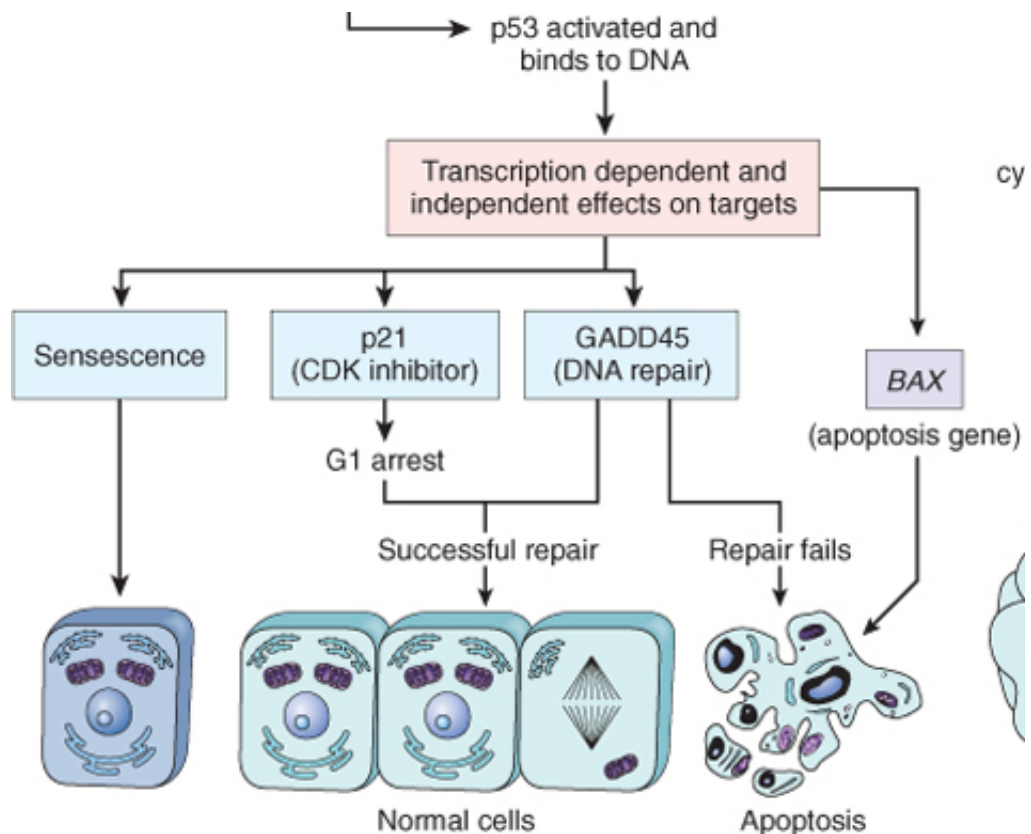 p53 activated and
binds to DNA
Transcription dependent and
independent effects on targets
cy
Sensescence
p21
(CDK inhibitor)
GADD45
(DNA repair)
BAX
(apoptosis gene)
G1 arrest
Successful repair
Repair fails
Normal cells
Apoptosis